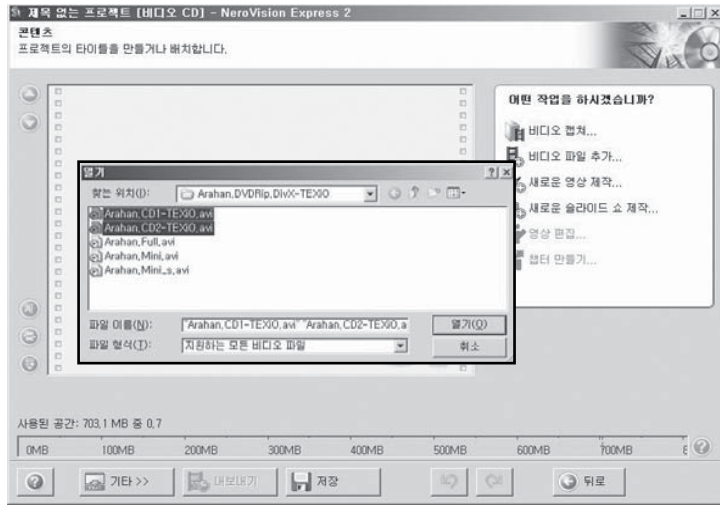 제목 없는 프로젝트 [비디오 CD] - NeroVision Express 2
콘텐츠
프로젝트의 타이틀을 만들거나 배치합니다.
어떤 작업을 하시겠습니까?
비디오 캡쳐...
비디오 파일 추가...
새로운 영상 제작...
새로운 슬라이드 쇼 제작...
영상 편집...
챕터 만들기...
열기
찾는 위치(I):
Arahan,DVDRip,DivX-TEXiO
Arahan,CD1-TEXiO,avi
Arahan,CD2-TEXiO,avi
Arahan,Full,avi
Arahan,Mini,avi
Arahan,Mini_s,avi
파일 이름(N):
"Arahan,CD1-TEXiO,avi" "Arahan,CD2-TEXiO,a
열기(O)
파일 형식(T):
지원하는 모든 비디오 파일
취소
사용된 공간: 703,1 MB 중 0,7
0MB 100MB 200MB 300MB 400MB 500MB 600MB 700MB
기타 >>
내보내기
저장
뒤로